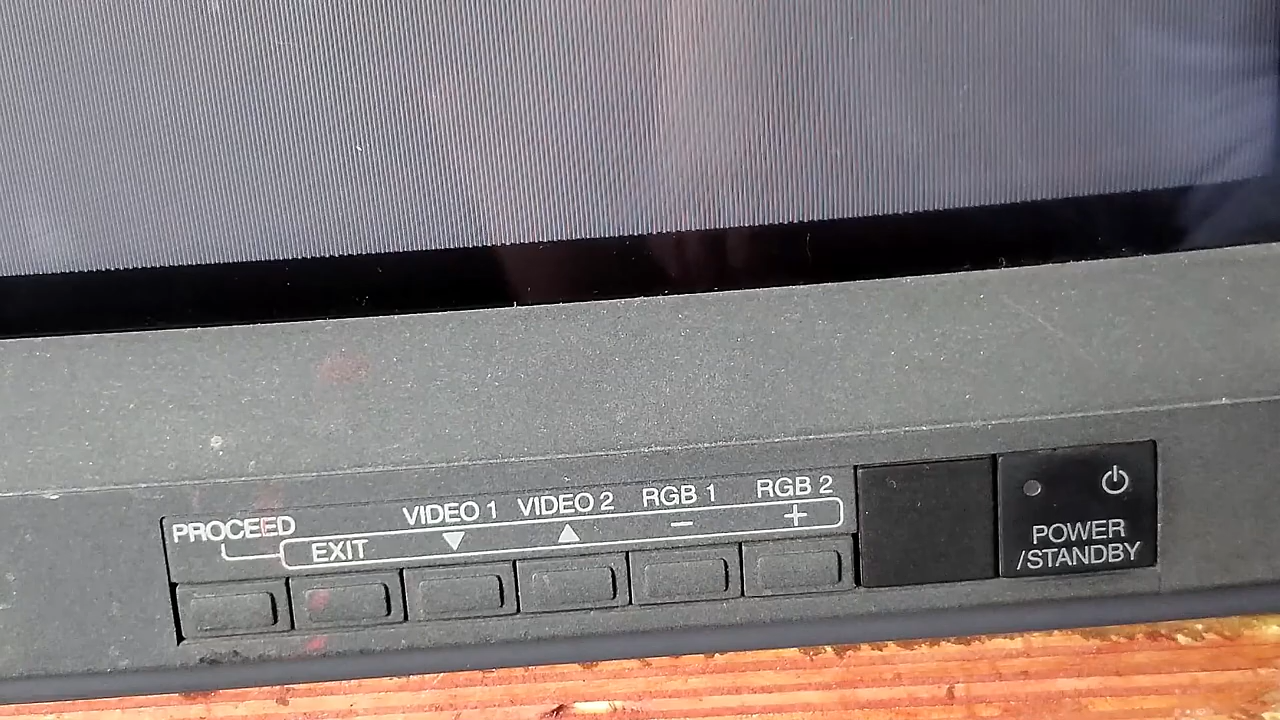 PROCEED
EXIT
VIDEO 1
▼
VIDEO 2
▲
RGB 1
−
RGB 2
+
POWER
/STANDBY